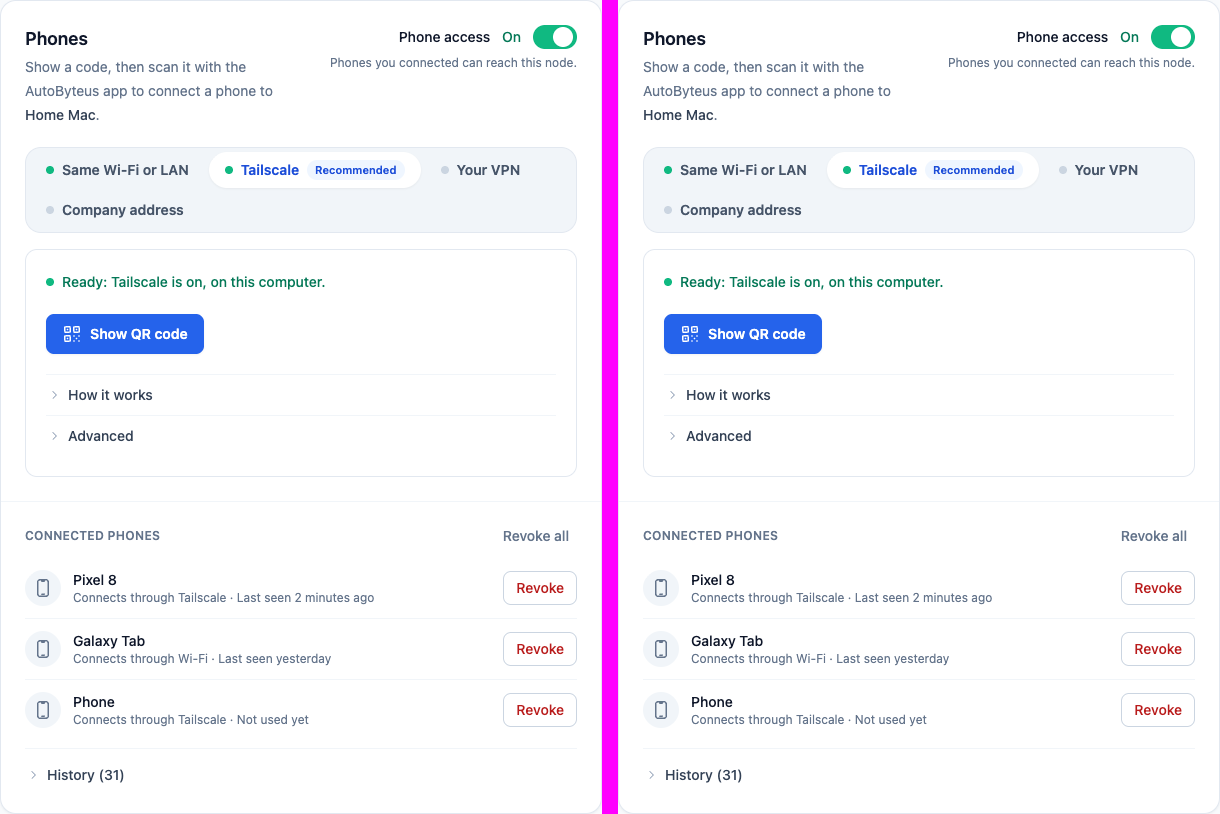 Phones
Phone access On
Phones you connected can reach this node.
Show a code, then scan it with the
AutoByteus app to connect a phone to
Home Mac.
Same Wi-Fi or LAN
Tailscale Recommended
Your VPN
Company address
Ready: Tailscale is on, on this computer.
Show QR code
How it works
Advanced
CONNECTED PHONES
Revoke all
Pixel 8
Connects through Tailscale · Last seen 2 minutes ago
Revoke
Galaxy Tab
Connects through Wi-Fi · Last seen yesterday
Revoke
Phone
Connects through Tailscale · Not used yet
Revoke
History (31)
Phones
Phone access On
Phones you connected can reach this node.
Show a code, then scan it with the
AutoByteus app to connect a phone to
Home Mac.
Same Wi-Fi or LAN
Tailscale Recommended
Your VPN
Company address
Ready: Tailscale is on, on this computer.
Show QR code
How it works
Advanced
CONNECTED PHONES
Revoke all
Pixel 8
Connects through Tailscale · Last seen 2 minutes ago
Revoke
Galaxy Tab
Connects through Wi-Fi · Last seen yesterday
Revoke
Phone
Connects through Tailscale · Not used yet
Revoke
History (31)